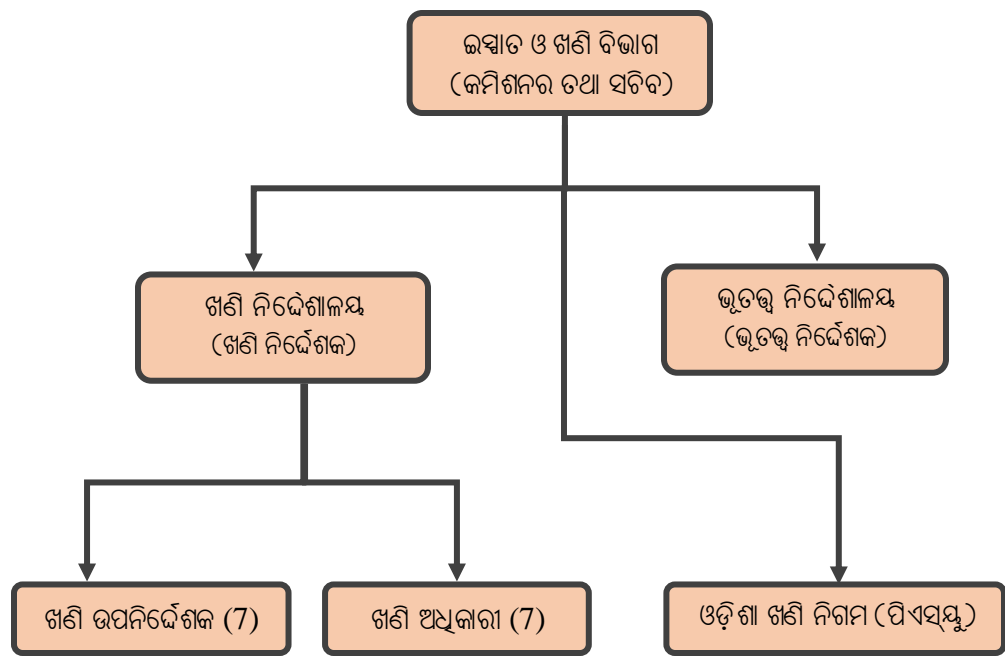 ଇସ୍ପାତ ଓ ଖଣି ବିଭାଗ
(କମିଶନର ତଥା ସଚିବ)
ଖଣି ନିର୍ଦ୍ଦେଶାଳୟ
(ଖଣି ନିର୍ଦ୍ଦେଶକ)
ଭୂତତ୍ତ୍ୱ ନିର୍ଦ୍ଦେଶାଳୟ
(ଭୂତତ୍ତ୍ୱ ନିର୍ଦ୍ଦେଶକ)
ଖଣି ଉପନିର୍ଦ୍ଦେଶକ (7)
ଖଣି ଅଧିକାରୀ (7)
ଓଡ଼ିଶା ଖଣି ନିଗମ (ପିଏସ୍‌ୟୁ)